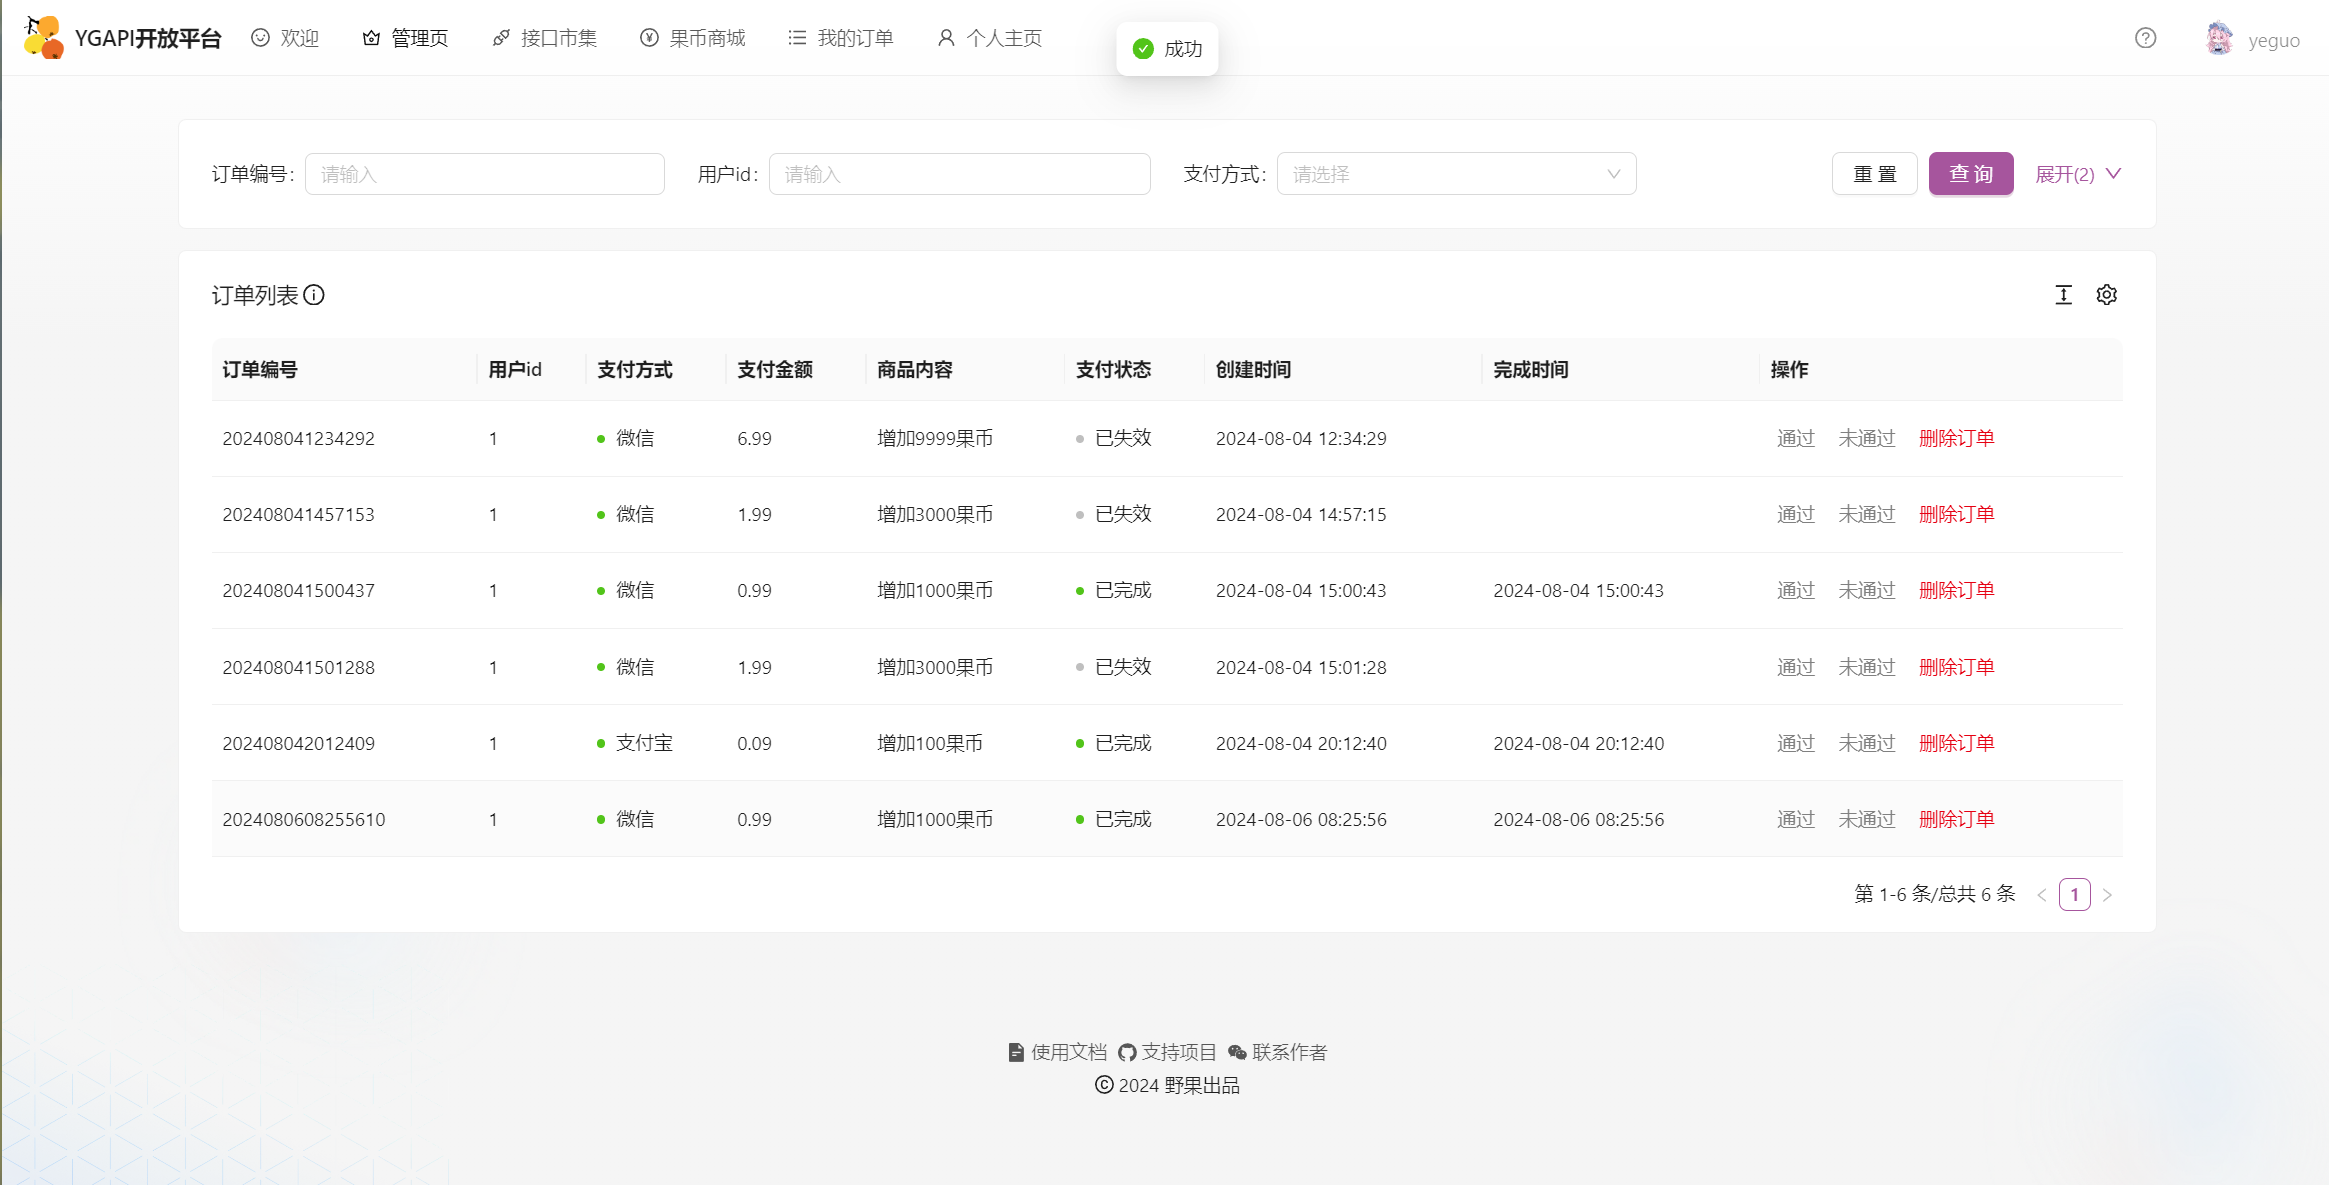 YGAPI开放平台 欢迎 管理页 接口市集 果币商城 我的订单 个人主页 成功 yeguo
订单编号: 请输入 用户id: 请输入 支付方式: 请选择 重 置 查 询 展开(2)
订单列表
订单编号 用户id 支付方式 支付金额 商品内容 支付状态 创建时间 完成时间 操作
202408041234292 1 微信 6.99 增加9999果币 已失效 2024-08-04 12:34:29 通过 未通过 删除订单
202408041457153 1 微信 1.99 增加3000果币 已失效 2024-08-04 14:57:15 通过 未通过 删除订单
202408041500437 1 微信 0.99 增加1000果币 已完成 2024-08-04 15:00:43 2024-08-04 15:00:43 通过 未通过 删除订单
202408041501288 1 微信 1.99 增加3000果币 已失效 2024-08-04 15:01:28 通过 未通过 删除订单
202408042012409 1 支付宝 0.09 增加100果币 已完成 2024-08-04 20:12:40 2024-08-04 20:12:40 通过 未通过 删除订单
2024080608255610 1 微信 0.99 增加1000果币 已完成 2024-08-06 08:25:56 2024-08-06 08:25:56 通过 未通过 删除订单
第 1-6 条/总共 6 条 < 1 >
使用文档 支持项目 联系作者
© 2024 野果出品